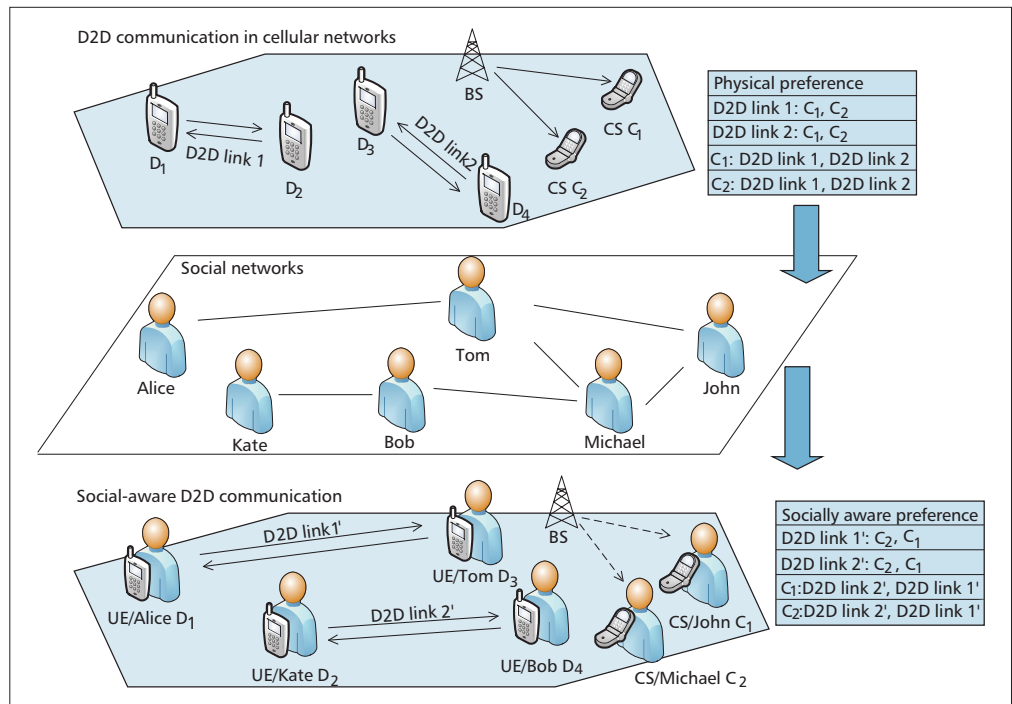 D2D communication in cellular networks
BS
D1
D2D link 1
D2
D3
D2D link2
D4
CS C1
CS C2
Physical preference
D2D link 1: C1, C2
D2D link 2: C1, C2
C1: D2D link 1, D2D link 2
C2: D2D link 1, D2D link 2
Social networks
Alice
Tom
John
Kate
Bob
Michael
Social-aware D2D communication
D2D link1'
BS
UE/Alice D1
UE/Tom D3
D2D link 2'
UE/Kate D2
UE/Bob D4
CS/John C1
CS/Michael C2
Socially aware preference
D2D link 1': C2, C1
D2D link 2': C2, C1
C1:D2D link 2', D2D link 1'
C2:D2D link 2', D2D link 1'